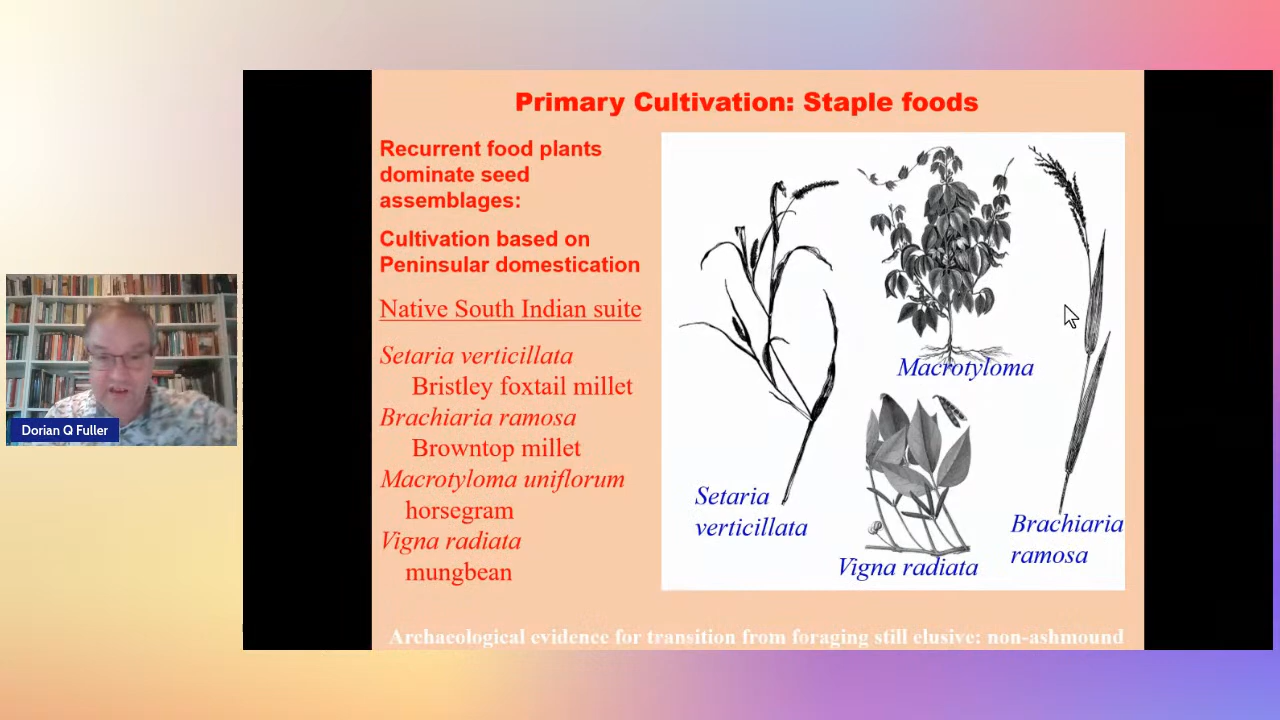 Primary Cultivation: Staple foods
Recurrent food plants
dominate seed
assemblages:
Cultivation based on
Peninsular domestication
Native South Indian suite
Setaria verticillata
Bristley foxtail millet
Brachiaria ramosa
Browntop millet
Macrotyloma uniflorum
horsegram
Vigna radiata
mungbean
Macrotyloma
Setaria
verticillata
Vigna radiata
Brachiaria
ramosa
Archaeological evidence for transition from foraging still elusive: non-ashmound
Dorian Q Fuller